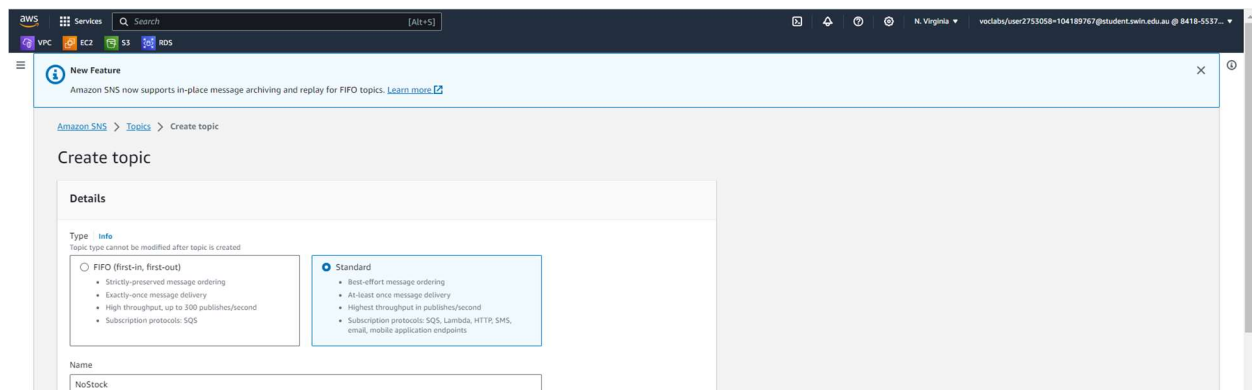 aws Services Search [Alt+S] N. Virginia ▼ voclabs/user2753058=104189767@student.swin.edu.au @ 8418-5537... ▼
VPC EC2 S3 RDS
New Feature
Amazon SNS now supports in-place message archiving and replay for FIFO topics. Learn more
Amazon SNS > Topics > Create topic
Create topic
Details
Type Info
Topic type cannot be modified after topic is created
FIFO (first-in, first-out)
• Strictly-preserved message ordering
• Exactly-once message delivery
• High throughput, up to 300 publishes/second
• Subscription protocols: SQS
Standard
• Best-effort message ordering
• At-least once message delivery
• Highest throughput in publishes/second
• Subscription protocols: SQS, Lambda, HTTP, SMS,
email, mobile application endpoints
Name
NoStock